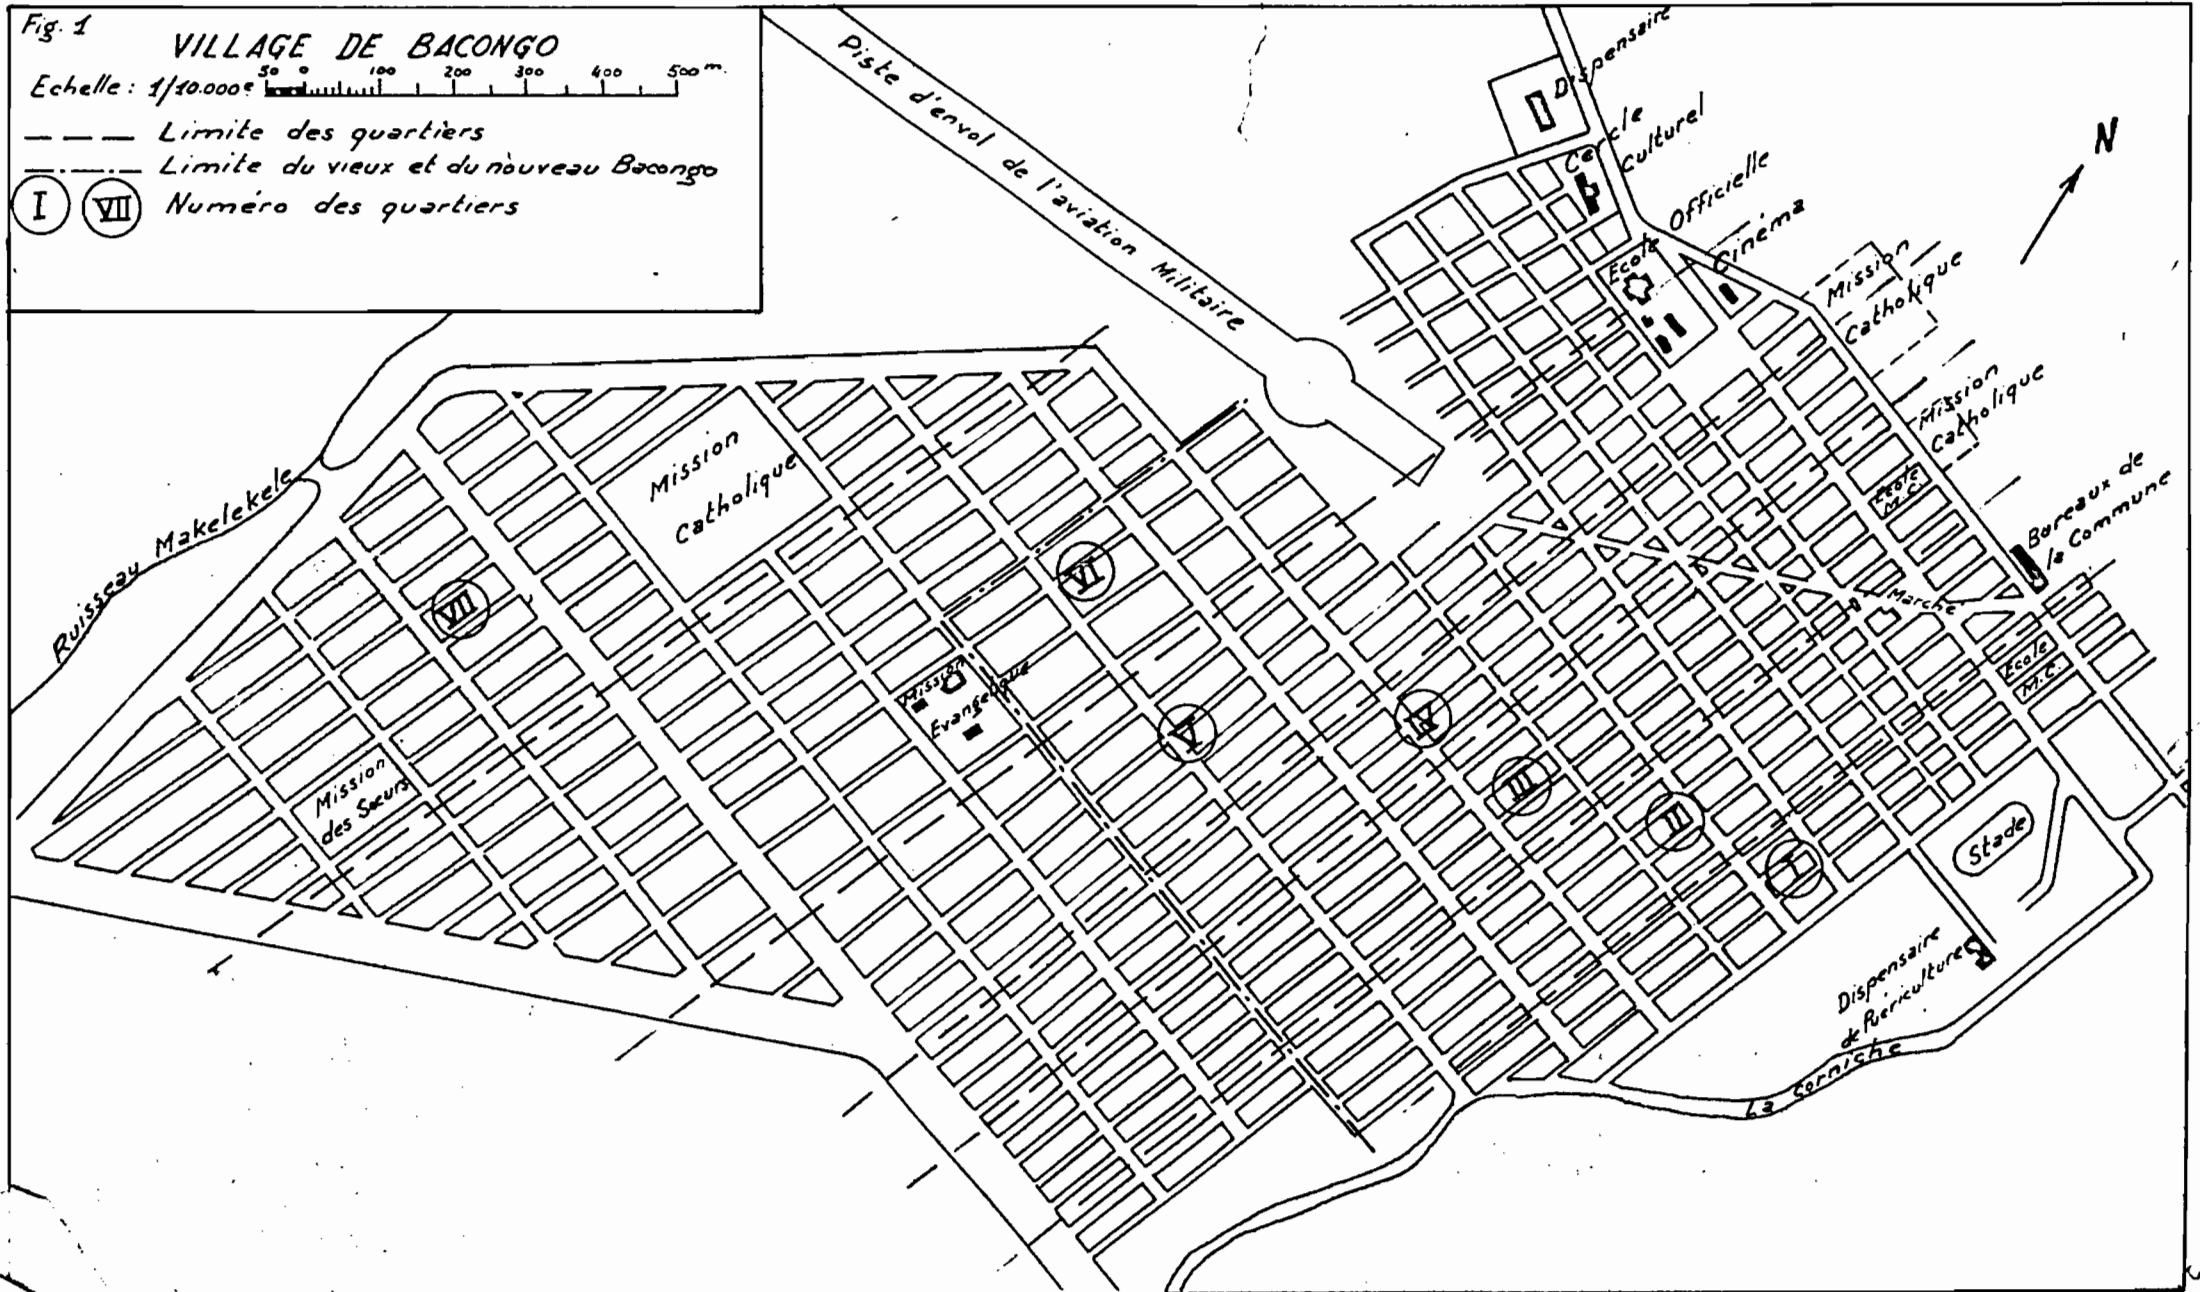 Fig. 1
VILLAGE DE BACONGO
Echelle: 1/10.000e
50 0 100 200 300 400 500 m.
Limite des quartiers
Limite du vieux et du nouveau Bacongo
I VII Numéro des quartiers
Piste d'envol de l'aviation Militaire
Dispensaire
Cercle
Culturel
Ecole Officielle
Cinéma
N
Mission
Catholique
Mission
Catholique
Ecole
M.C.
Bureaux de
la Commune
Marché
Ecole
M.C.
Stade
Dispensaire
de Puériculture
La Corniche
Ruisseau Makelekele
Mission
Catholique
Mission
Evangelique
Mission
des Sœurs
VII
VI
V
IV
III
II
I